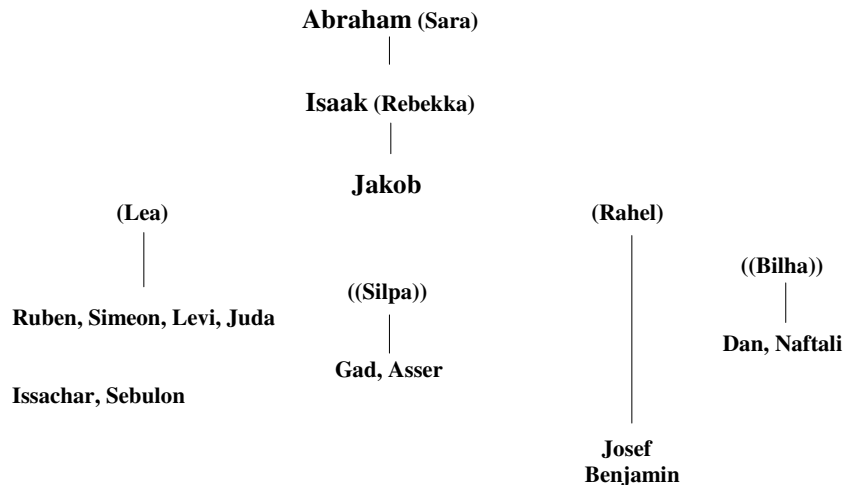 Abraham (Sara)
Isaak (Rebekka)
Jakob
(Lea)
(Rahel)
((Bilha))
((Silpa))
Ruben, Simeon, Levi, Juda
Dan, Naftali
Gad, Asser
Issachar, Sebulon
Josef
Benjamin